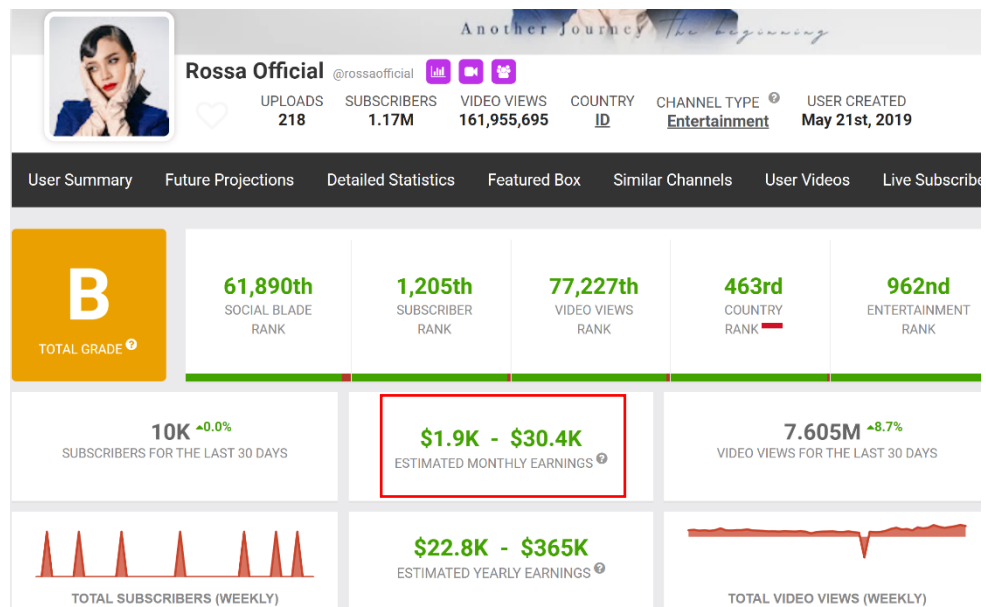 Another Journey The beginning
Rossa Official @rossaofficial
UPLOADS SUBSCRIBERS VIDEO VIEWS COUNTRY CHANNEL TYPE ? USER CREATED
218 1.17M 161,955,695 ID Entertainment May 21st, 2019
User Summary Future Projections Detailed Statistics Featured Box Similar Channels User Videos Live Subscribe
B
TOTAL GRADE ?
61,890th 1,205th 77,227th 463rd 962nd
SOCIAL BLADE SUBSCRIBER VIDEO VIEWS COUNTRY ENTERTAINMENT
RANK RANK RANK RANK RANK
10K 0.0%
SUBSCRIBERS FOR THE LAST 30 DAYS
$1.9K - $30.4K
ESTIMATED MONTHLY EARNINGS ?
7.605M 8.7%
VIDEO VIEWS FOR THE LAST 30 DAYS
TOTAL SUBSCRIBERS (WEEKLY)
$22.8K - $365K
ESTIMATED YEARLY EARNINGS ?
TOTAL VIDEO VIEWS (WEEKLY)